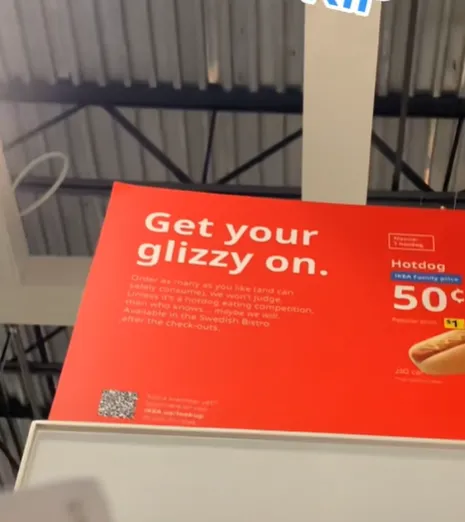 Get your
glizzy on.
Order as many as you like (and can
safely consume), we won't judge.
Unless it's a hotdog eating competition,
then who knows... maybe we will.
Available in the Swedish Bistro
after the check-outs.
1 hotdog
Hotdog
IKEA Family price
50¢
$1